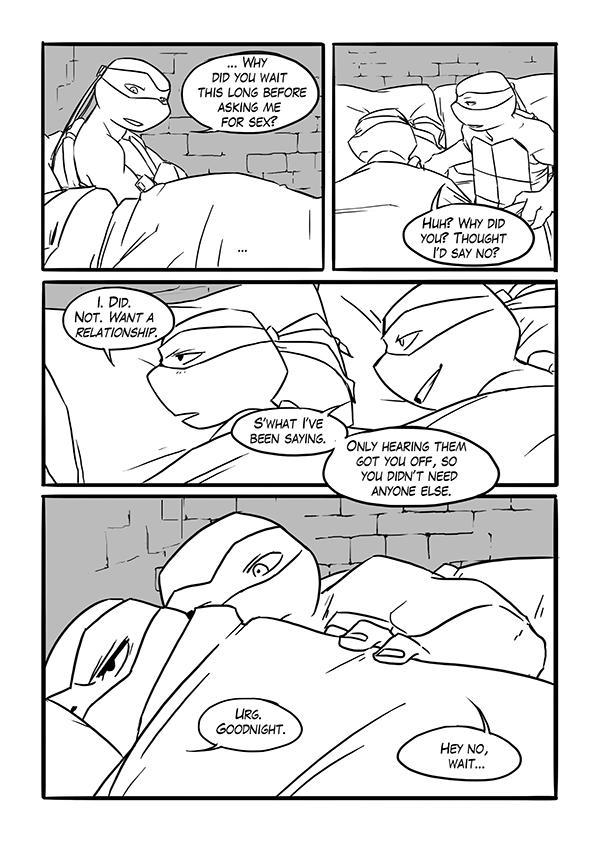 ... Why
did you wait
this long before
asking me
for sex?
...
Huh? Why did
you? Thought
I'd say no?
I. Did.
Not. Want a
relationship.
S'what I've
been saying.
Only hearing them
got you off, so
you didn't need
anyone else.
Urg.
Goodnight.
Hey no,
wait...